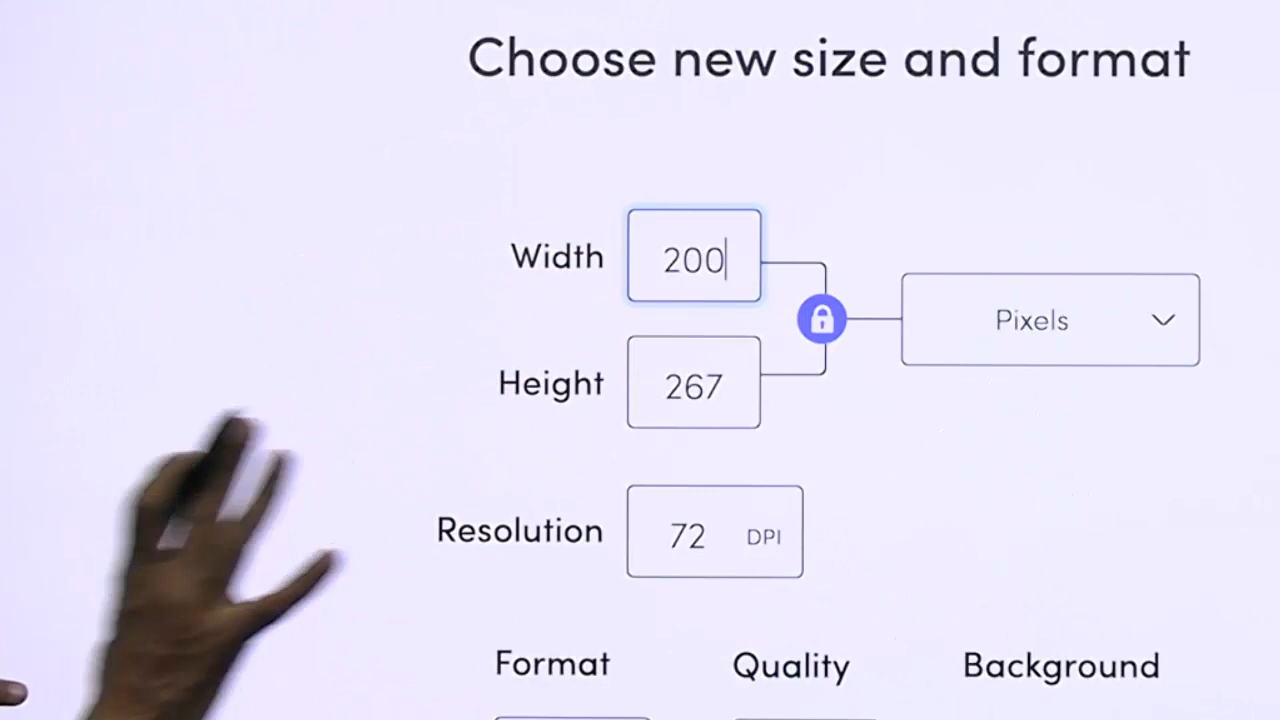 Choose new size and format
Width 200
Pixels
Height 267
Resolution 72 DPI
Format Quality Background